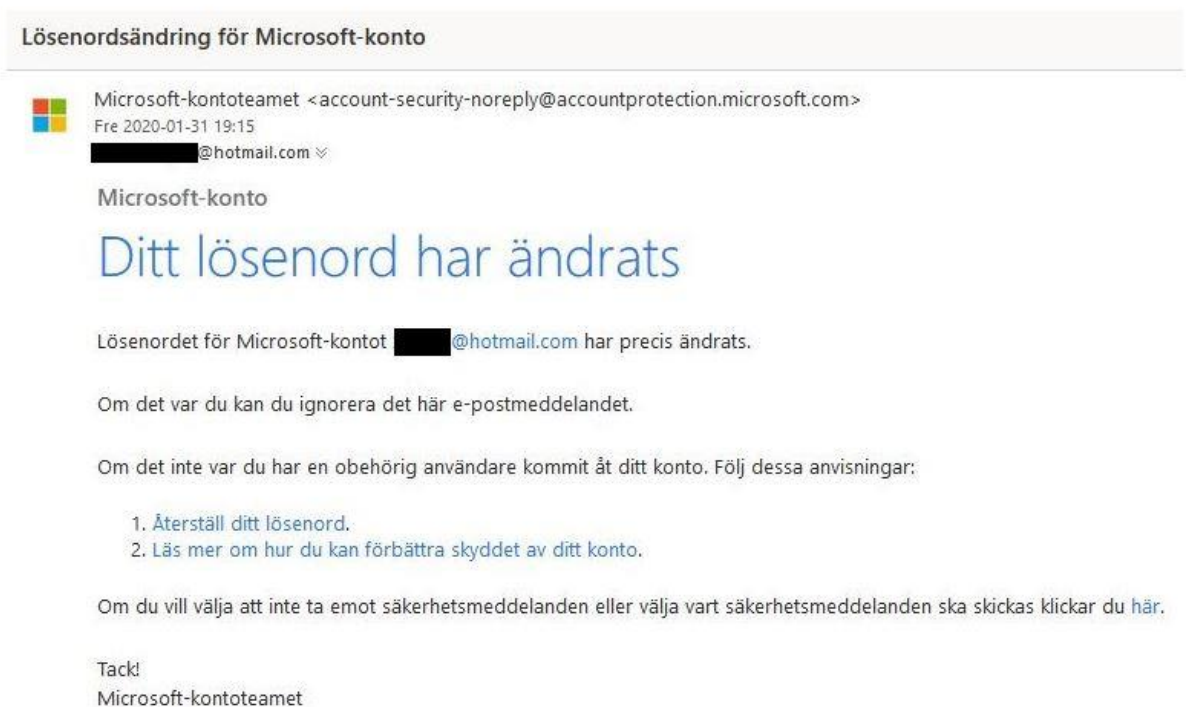 Lösenordsändring för Microsoft-konto
Microsoft-kontoteamet <account-security-noreply@accountprotection.microsoft.com>
Fre 2020-01-31 19:15
@hotmail.com
Microsoft-konto
Ditt lösenord har ändrats
Lösenordet för Microsoft-kontot @hotmail.com har precis ändrats.
Om det var du kan du ignorera det här e-postmeddelandet.
Om det inte var du har en obehörig användare kommit åt ditt konto. Följ dessa anvisningar:
1. Återställ ditt lösenord.
2. Läs mer om hur du kan förbättra skyddet av ditt konto.
Om du vill välja att inte ta emot säkerhetsmeddelanden eller välja vart säkerhetsmeddelanden ska skickas klickar du här.
Tack!
Microsoft-kontoteamet